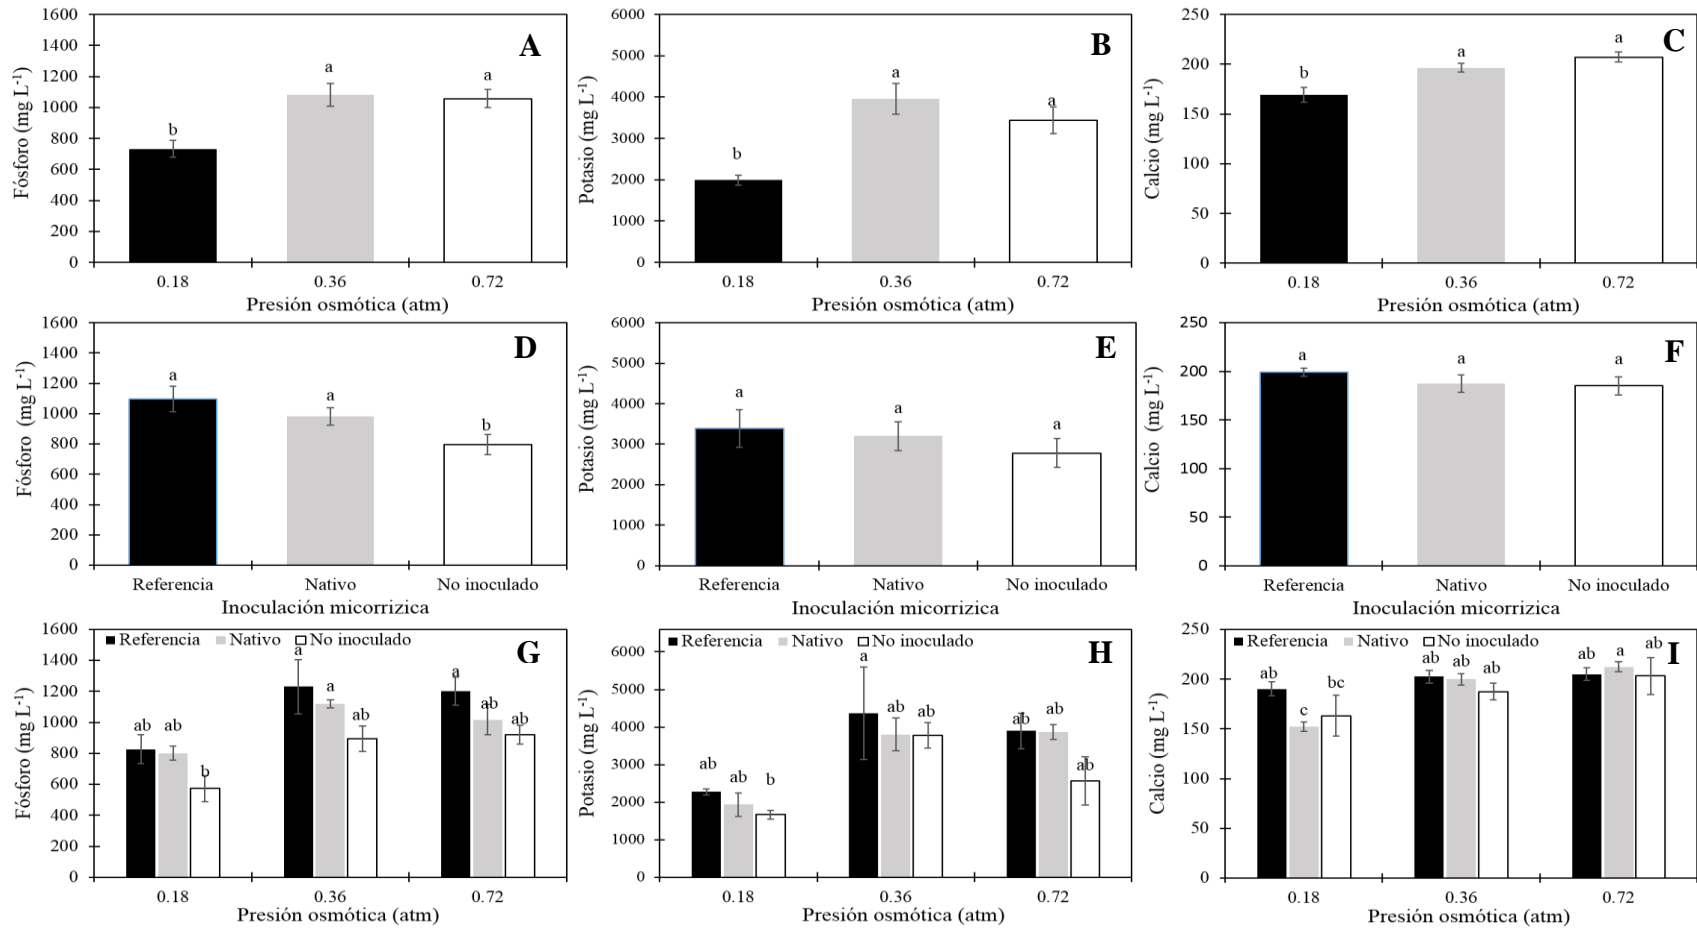 A
Fósforo (mg L-1)
1600
1400
1200
1000
800
600
400
200
0
b
a
a
0.18 0.36 0.72
Presión osmótica (atm)
B
Potasio (mg L-1)
6000
5000
4000
3000
2000
1000
0
b
a
a
0.18 0.36 0.72
Presión osmótica (atm)
C
Calcio (mg L-1)
250
200
150
100
50
0
b
a
a
0.18 0.36 0.72
Presión osmótica (atm)
D
Fósforo (mg L-1)
1600
1400
1200
1000
800
600
400
200
0
a
a
b
Referencia Nativo No inoculado
Inoculación micorrizica
E
Potasio (mg L-1)
6000
5000
4000
3000
2000
1000
0
a
a
a
Referencia Nativo No inoculado
Inoculación micorrizica
F
Calcio (mg L-1)
250
200
150
100
50
0
a
a
a
Referencia Nativo No inoculado
Inoculación micorrizica
Referencia Nativo No inoculado
G
Fósforo (mg L-1)
1600
1400
1200
1000
800
600
400
200
0
ab ab b
a a ab
a ab ab
0.18 0.36 0.72
Presión osmótica (atm)
Referencia Nativo No inoculado
H
Potasio (mg L-1)
6000
5000
4000
3000
2000
1000
0
ab ab b
a ab ab
ab ab ab
0.18 0.36 0.72
Presión osmótica (atm)
Referencia Nativo No inoculado
I
Calcio (mg L-1)
250
200
150
100
50
0
ab c bc
ab ab ab
ab a ab
0.18 0.36 0.72
Presión osmótica (atm)